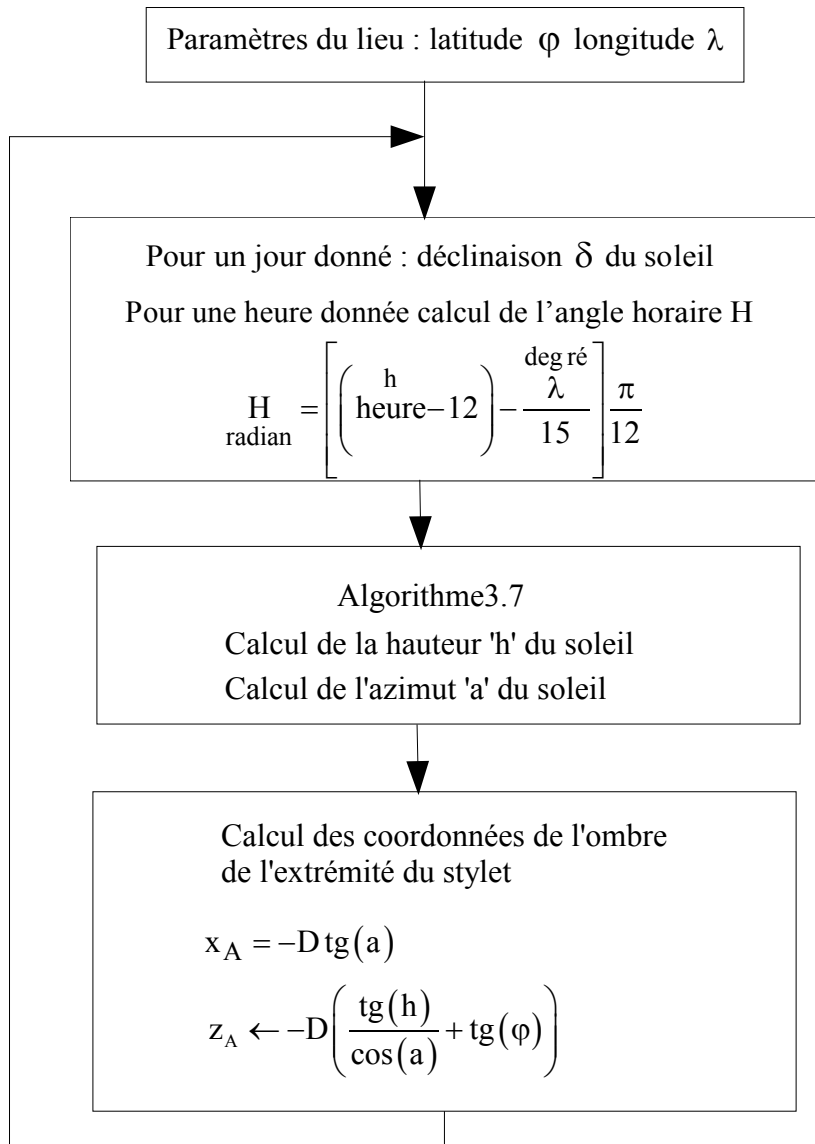 Paramètres du lieu : latitude φ longitude λ
Pour un jour donné : déclinaison δ du soleil
Pour une heure donnée calcul de l’angle horaire H
H radian = [ ( heure h − 12 ) − λ deg ré / 15 ] π / 12
Algorithme3.7
Calcul de la hauteur 'h' du soleil
Calcul de l'azimut 'a' du soleil
Calcul des coordonnées de l'ombre
de l'extrémité du stylet
x_A = −D tg(a)
z_A ← −D( tg(h) / cos(a) + tg(φ) )